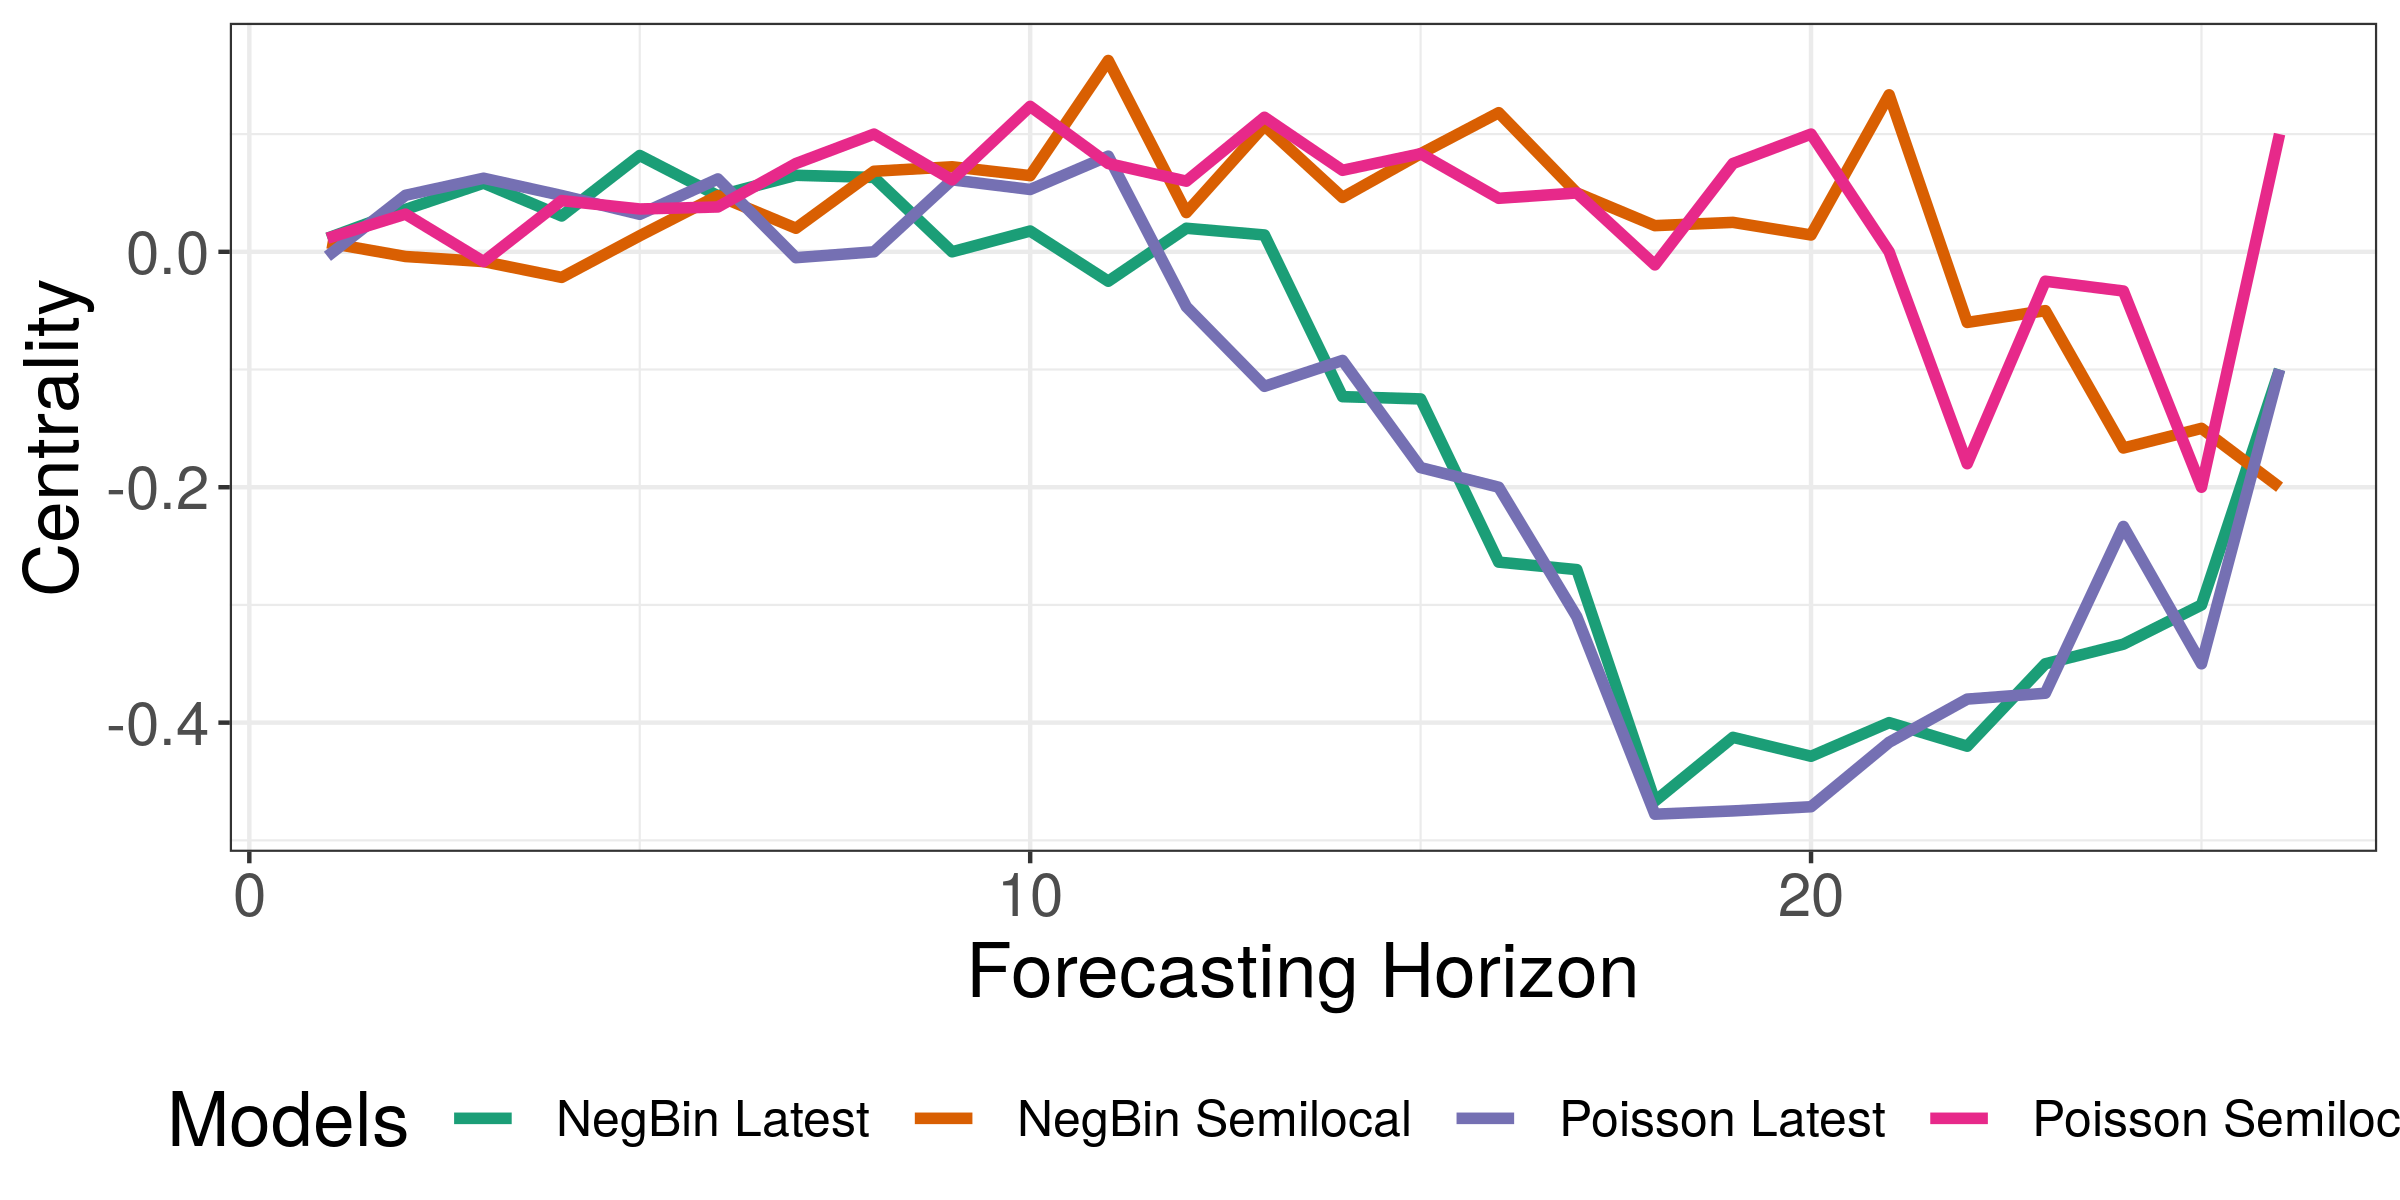 Centrality
0.0
-0.2
-0.4
0 10 20
Forecasting Horizon
Models NegBin Latest NegBin Semilocal Poisson Latest Poisson Semiloc